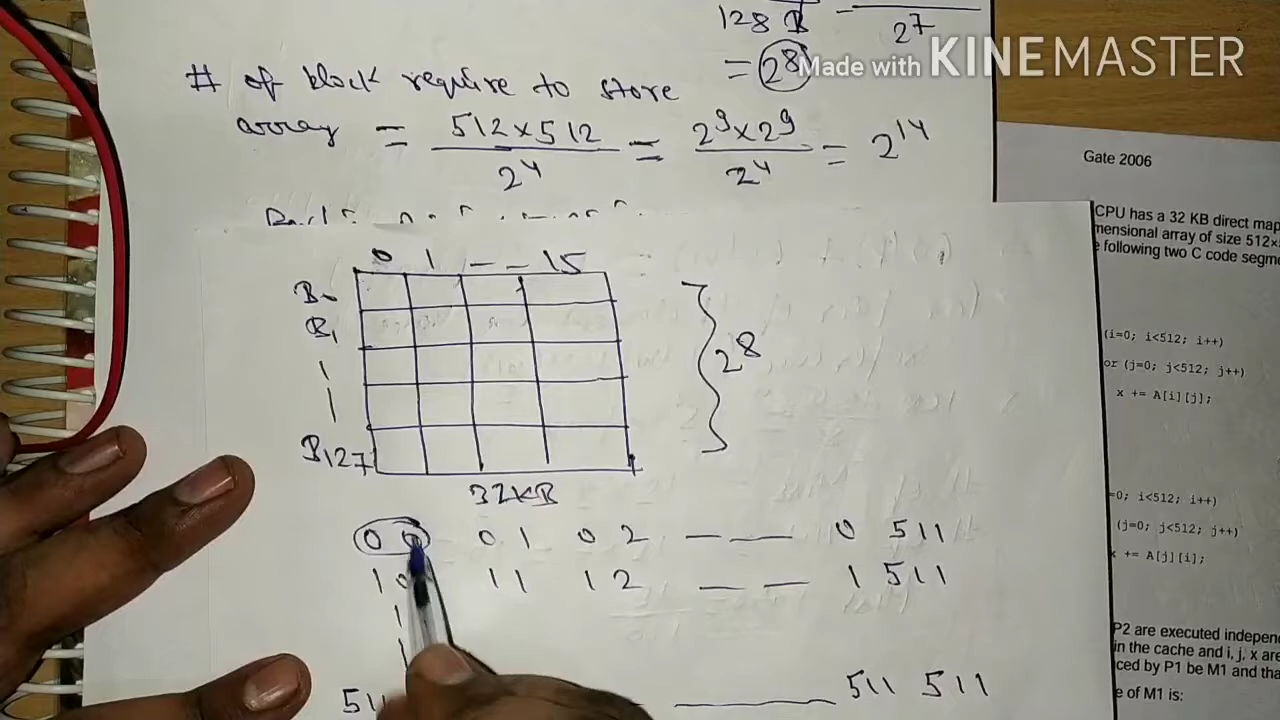 128 B 2^7
= 2^8
Made with KINEMASTER
# of block require to store
array = 512×512 / 2^4 = 2^9×2^9 / 2^4 = 2^14
Gate 2006
CPU has a 32 KB direct map
mensional array of size 512×
e following two C code segme
0 1 — — 15
B0
B1
B127
2^8
32KB
(i=0; i<512; i++)
or (j=0; j<512; j++)
x += A[i][j];
=0; i<512; i++)
(j=0; j<512; j++)
x += A[j][i];
0 0 0 1 0 2 — — 0 511
1 0 1 1 1 2 — — 1 511
511 — 511 511
P2 are executed indepen
in the cache and i, j, x are
ced by P1 be M1 and tha
e of M1 is: